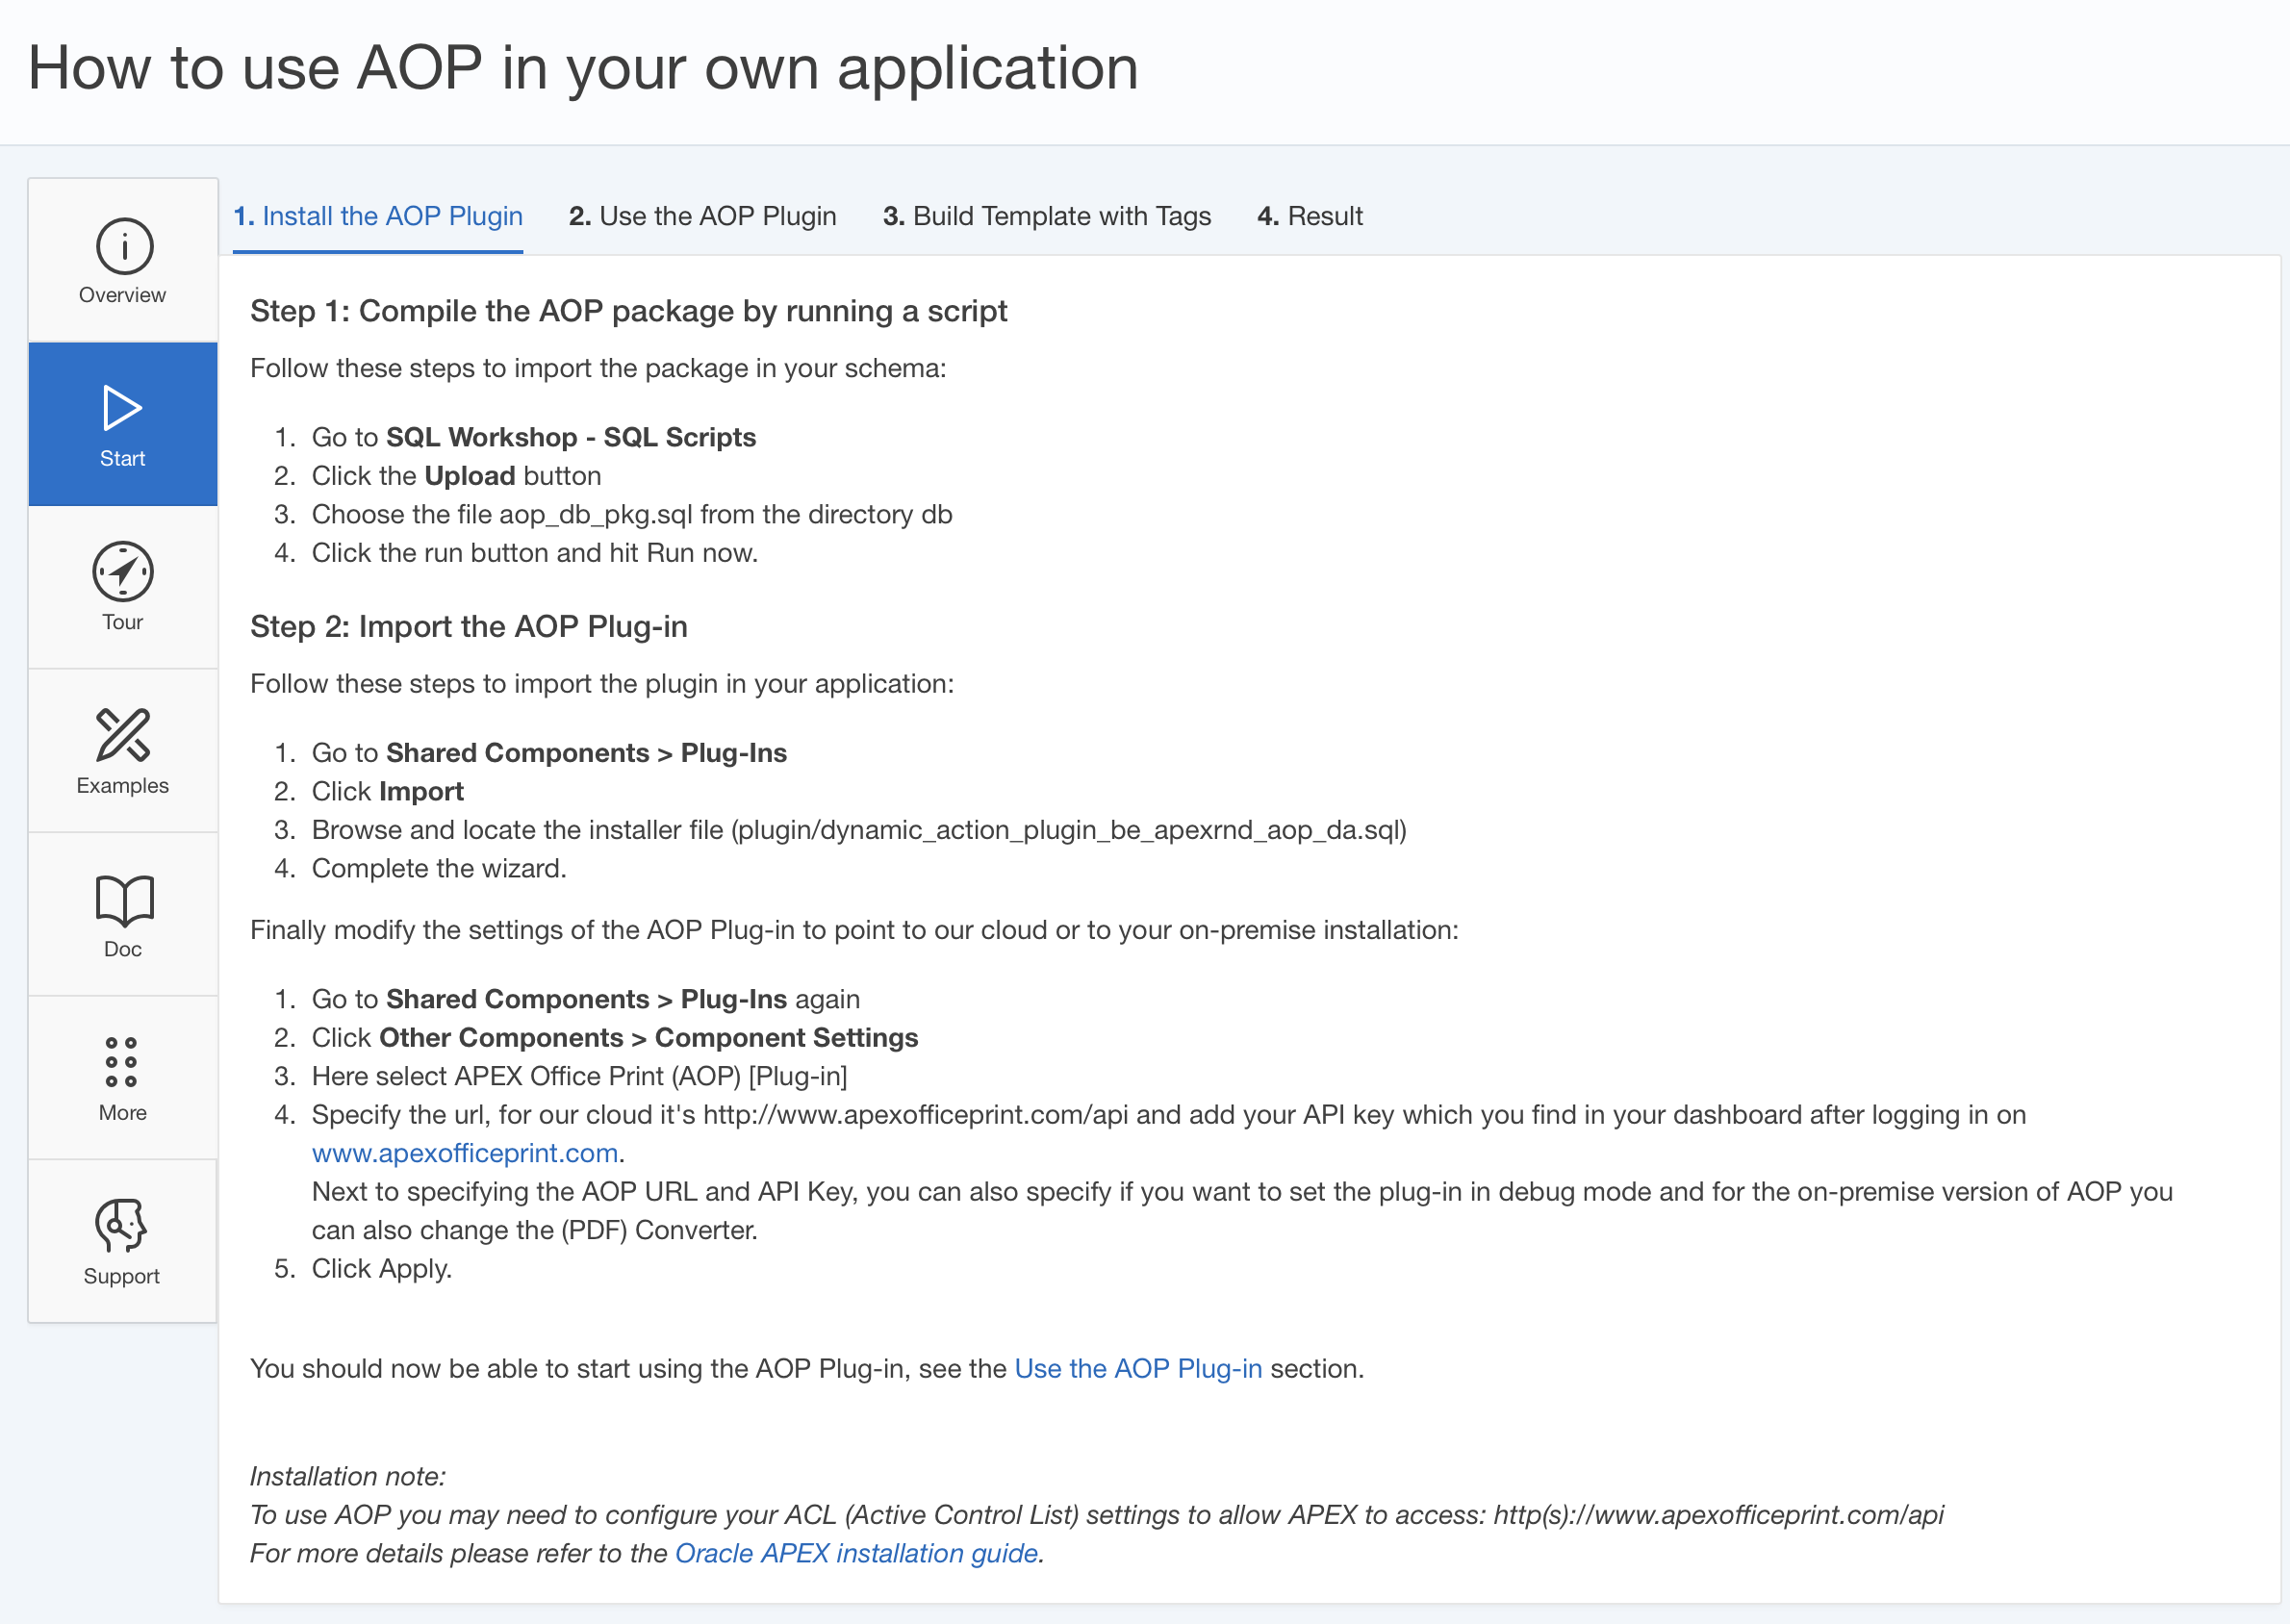 How to use AOP in your own application
Overview
Start
Tour
Examples
Doc
More
Support
1. Install the AOP Plugin
2. Use the AOP Plugin
3. Build Template with Tags
4. Result
Step 1: Compile the AOP package by running a script
Follow these steps to import the package in your schema:
1. Go to SQL Workshop - SQL Scripts
2. Click the Upload button
3. Choose the file aop_db_pkg.sql from the directory db
4. Click the run button and hit Run now.
Step 2: Import the AOP Plug-in
Follow these steps to import the plugin in your application:
1. Go to Shared Components > Plug-Ins
2. Click Import
3. Browse and locate the installer file (plugin/dynamic_action_plugin_be_apexrnd_aop_da.sql)
4. Complete the wizard.
Finally modify the settings of the AOP Plug-in to point to our cloud or to your on-premise installation:
1. Go to Shared Components > Plug-Ins again
2. Click Other Components > Component Settings
3. Here select APEX Office Print (AOP) [Plug-in]
4. Specify the url, for our cloud it's http://www.apexofficeprint.com/api and add your API key which you find in your dashboard after logging in on
www.apexofficeprint.com.
Next to specifying the AOP URL and API Key, you can also specify if you want to set the plug-in in debug mode and for the on-premise version of AOP you
can also change the (PDF) Converter.
5. Click Apply.
You should now be able to start using the AOP Plug-in, see the Use the AOP Plug-in section.
Installation note:
To use AOP you may need to configure your ACL (Active Control List) settings to allow APEX to access: http(s)://www.apexofficeprint.com/api
For more details please refer to the Oracle APEX installation guide.